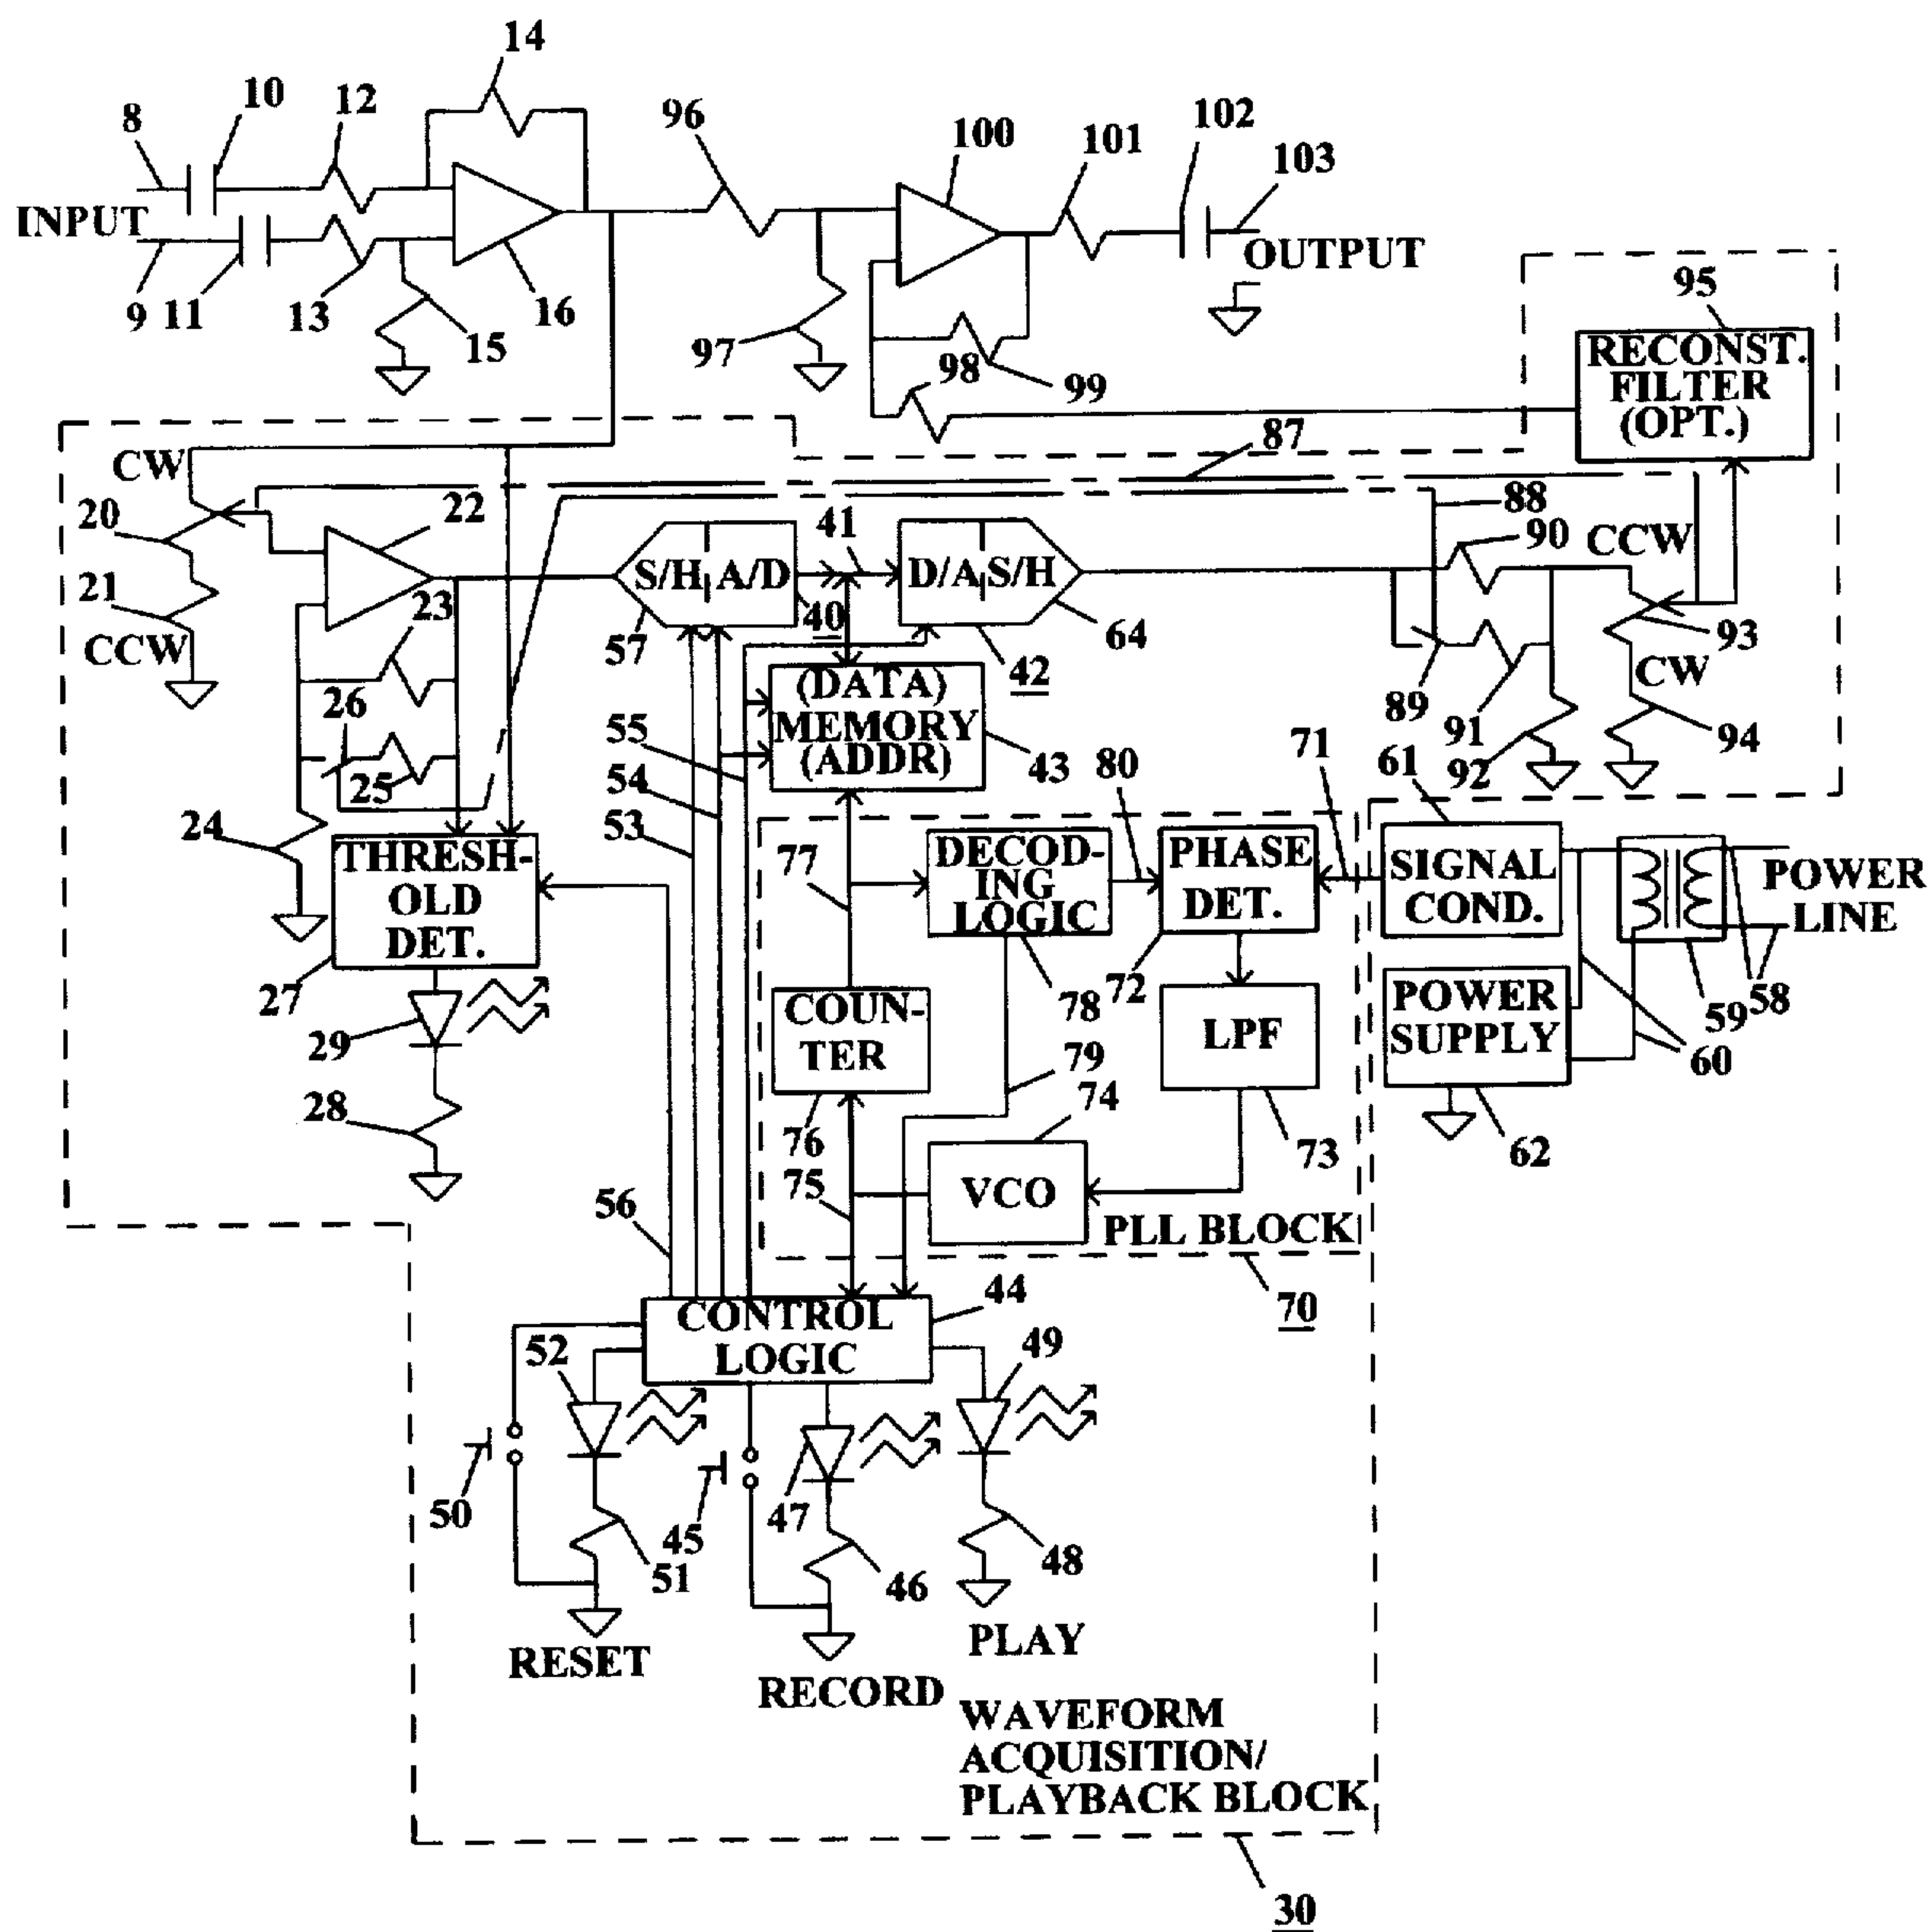 14
8
10
12
96
100
101
102
103
INPUT
OUTPUT
9
11
13
15
16
97
98
99
95
RECONST.
FILTER
(OPT.)
87
CW
20
22
41
88
90
CCW
S/H
A/D
D/A
S/H
21
23
57
40
64
93
CCW
26
(DATA)
MEMORY
(ADDR)
42
89
91
CW
55
43
92
94
25
54
80
71
61
24
53
THRESH-
OLD
DET.
77
DECOD-
ING
LOGIC
PHASE
DET.
SIGNAL
COND.
POWER
LINE
27
COUN-
TER
78
72
POWER
SUPPLY
59
58
29
LPF
60
79
28
76
74
73
62
56
75
VCO
PLL BLOCK
CONTROL
LOGIC
44
70
52
49
50
45
47
51
46
48
RESET
PLAY
RECORD
WAVEFORM
ACQUISITION/
PLAYBACK BLOCK
30